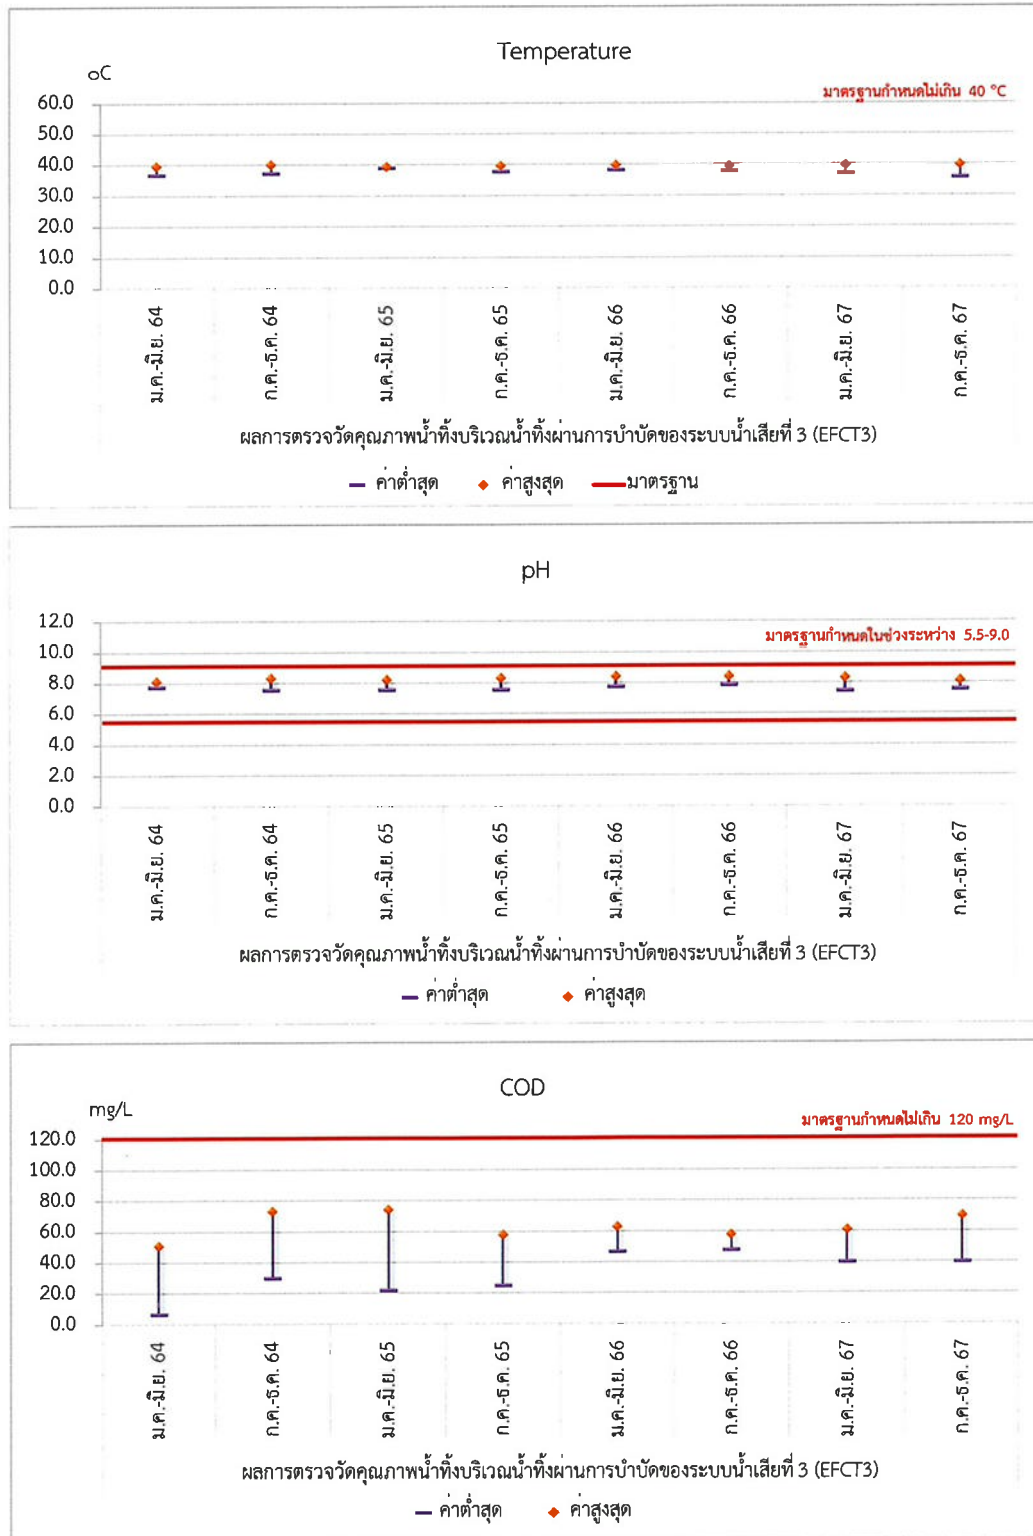 Temperature
oC
มาตรฐานกำหนดไม่เกิน 40 °C
60.0
50.0
40.0
30.0
20.0
10.0
0.0
ม.ค.-มิ.ย. 64
ก.ค.-ธ.ค. 64
ม.ค.-มิ.ย. 65
ก.ค.-ธ.ค. 65
ม.ค.-มิ.ย. 66
ก.ค.-ธ.ค. 66
ม.ค.-มิ.ย. 67
ก.ค.-ธ.ค. 67
ผลการตรวจวัดคุณภาพน้ำทิ้งบริเวณน้ำทิ้งผ่านการบำบัดของระบบน้ำเสียที่ 3 (EFCT3)
ค่าต่ำสุด ค่าสูงสุด มาตรฐาน
pH
มาตรฐานกำหนดในช่วงระหว่าง 5.5-9.0
12.0
10.0
8.0
6.0
4.0
2.0
0.0
ม.ค.-มิ.ย. 64
ก.ค.-ธ.ค. 64
ม.ค.-มิ.ย. 65
ก.ค.-ธ.ค. 65
ม.ค.-มิ.ย. 66
ก.ค.-ธ.ค. 66
ม.ค.-มิ.ย. 67
ก.ค.-ธ.ค. 67
ผลการตรวจวัดคุณภาพน้ำทิ้งบริเวณน้ำทิ้งผ่านการบำบัดของระบบน้ำเสียที่ 3 (EFCT3)
ค่าต่ำสุด ค่าสูงสุด
COD
mg/L
มาตรฐานกำหนดไม่เกิน 120 mg/L
120.0
100.0
80.0
60.0
40.0
20.0
0.0
ม.ค.-มิ.ย. 64
ก.ค.-ธ.ค. 64
ม.ค.-มิ.ย. 65
ก.ค.-ธ.ค. 65
ม.ค.-มิ.ย. 66
ก.ค.-ธ.ค. 66
ม.ค.-มิ.ย. 67
ก.ค.-ธ.ค. 67
ผลการตรวจวัดคุณภาพน้ำทิ้งบริเวณน้ำทิ้งผ่านการบำบัดของระบบน้ำเสียที่ 3 (EFCT3)
ค่าต่ำสุด ค่าสูงสุด